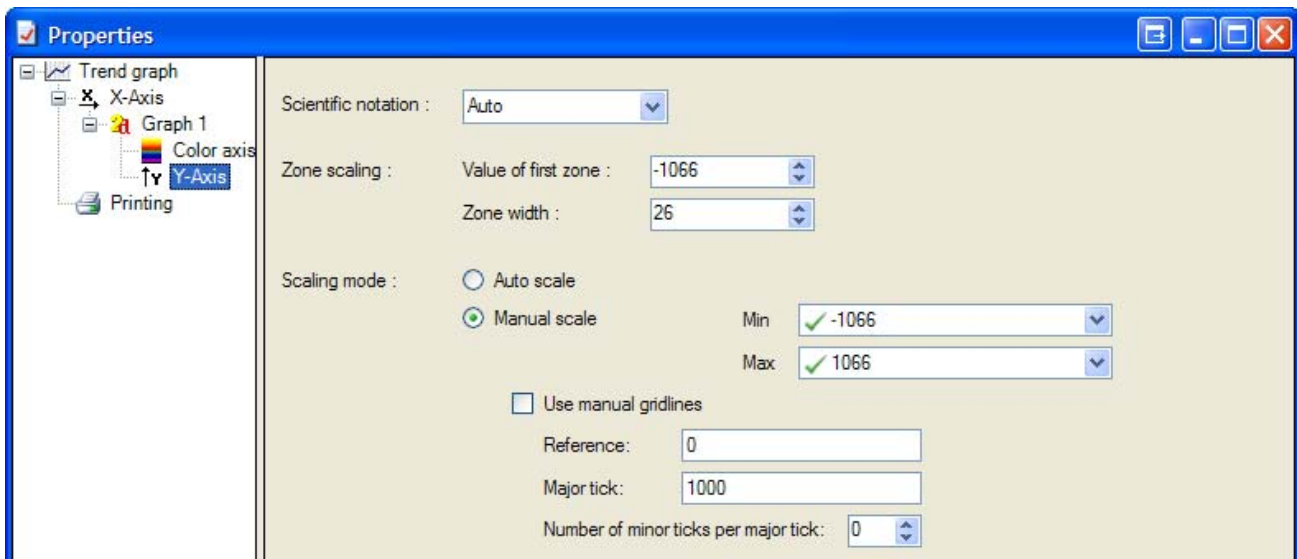 Properties
Trend graph
X X-Axis
a Graph 1
Color axis
Y Y-Axis
Printing
Scientific notation : Auto
Zone scaling : Value of first zone : -1066
Zone width : 26
Scaling mode : Auto scale
Manual scale Min -1066
Max 1066
Use manual gridlines
Reference: 0
Major tick: 1000
Number of minor ticks per major tick: 0